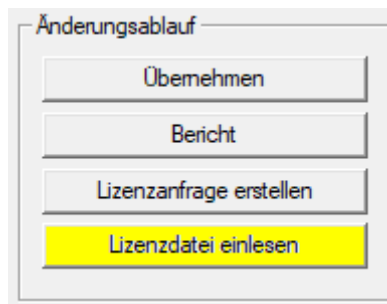 Änderungsablauf
Übernehmen
Bericht
Lizenzanfrage erstellen
Lizenzdatei einlesen